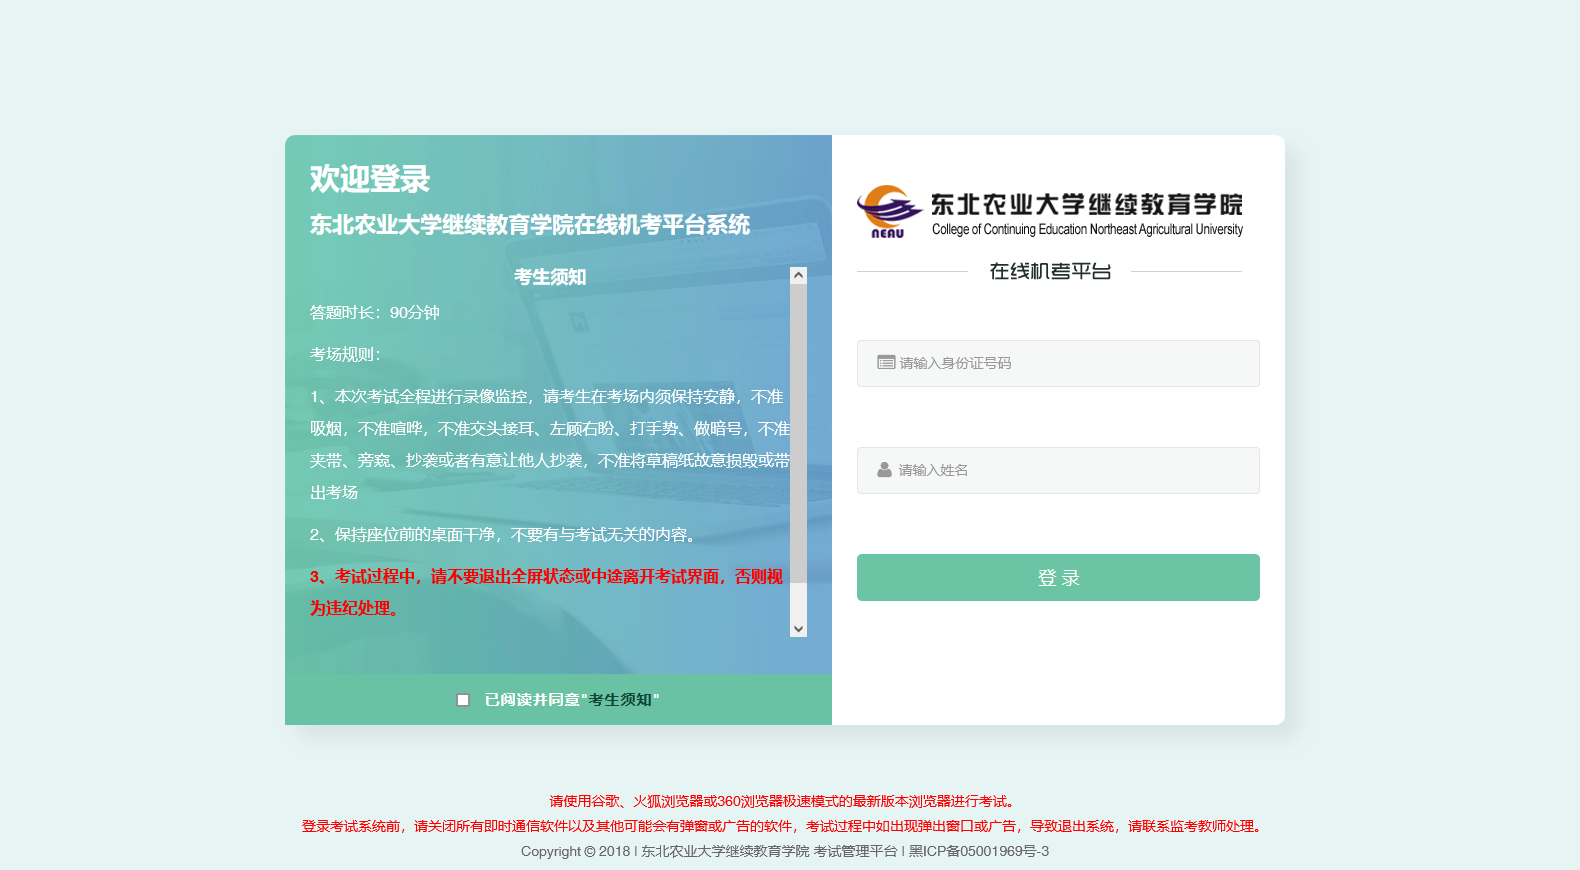 欢迎登录
东北农业大学继续教育学院在线机考平台系统
考生须知
答题时长：90分钟
考场规则：
1、本次考试全程进行录像监控，请考生在考场内须保持安静，不准
吸烟，不准喧哗，不准交头接耳、左顾右盼、打手势、做暗号，不准
夹带、旁窥、抄袭或者有意让他人抄袭，不准将草稿纸故意损毁或带
出考场
2、保持座位前的桌面干净，不要有与考试无关的内容。
3、考试过程中，请不要退出全屏状态或中途离开考试界面，否则视
为违纪处理。
已阅读并同意"考生须知"
NEAU
东北农业大学继续教育学院
College of Continuing Education Northeast Agricultural University
在线机考平台
请输入身份证号码
请输入姓名
登 录
请使用谷歌、火狐浏览器或360浏览器极速模式的最新版本浏览器进行考试。
登录考试系统前，请关闭所有即时通信软件以及其他可能会有弹窗或广告的软件，考试过程中如出现弹出窗口或广告，导致退出系统，请联系监考教师处理。
Copyright © 2018 | 东北农业大学继续教育学院 考试管理平台 | 黑ICP备05001969号-3